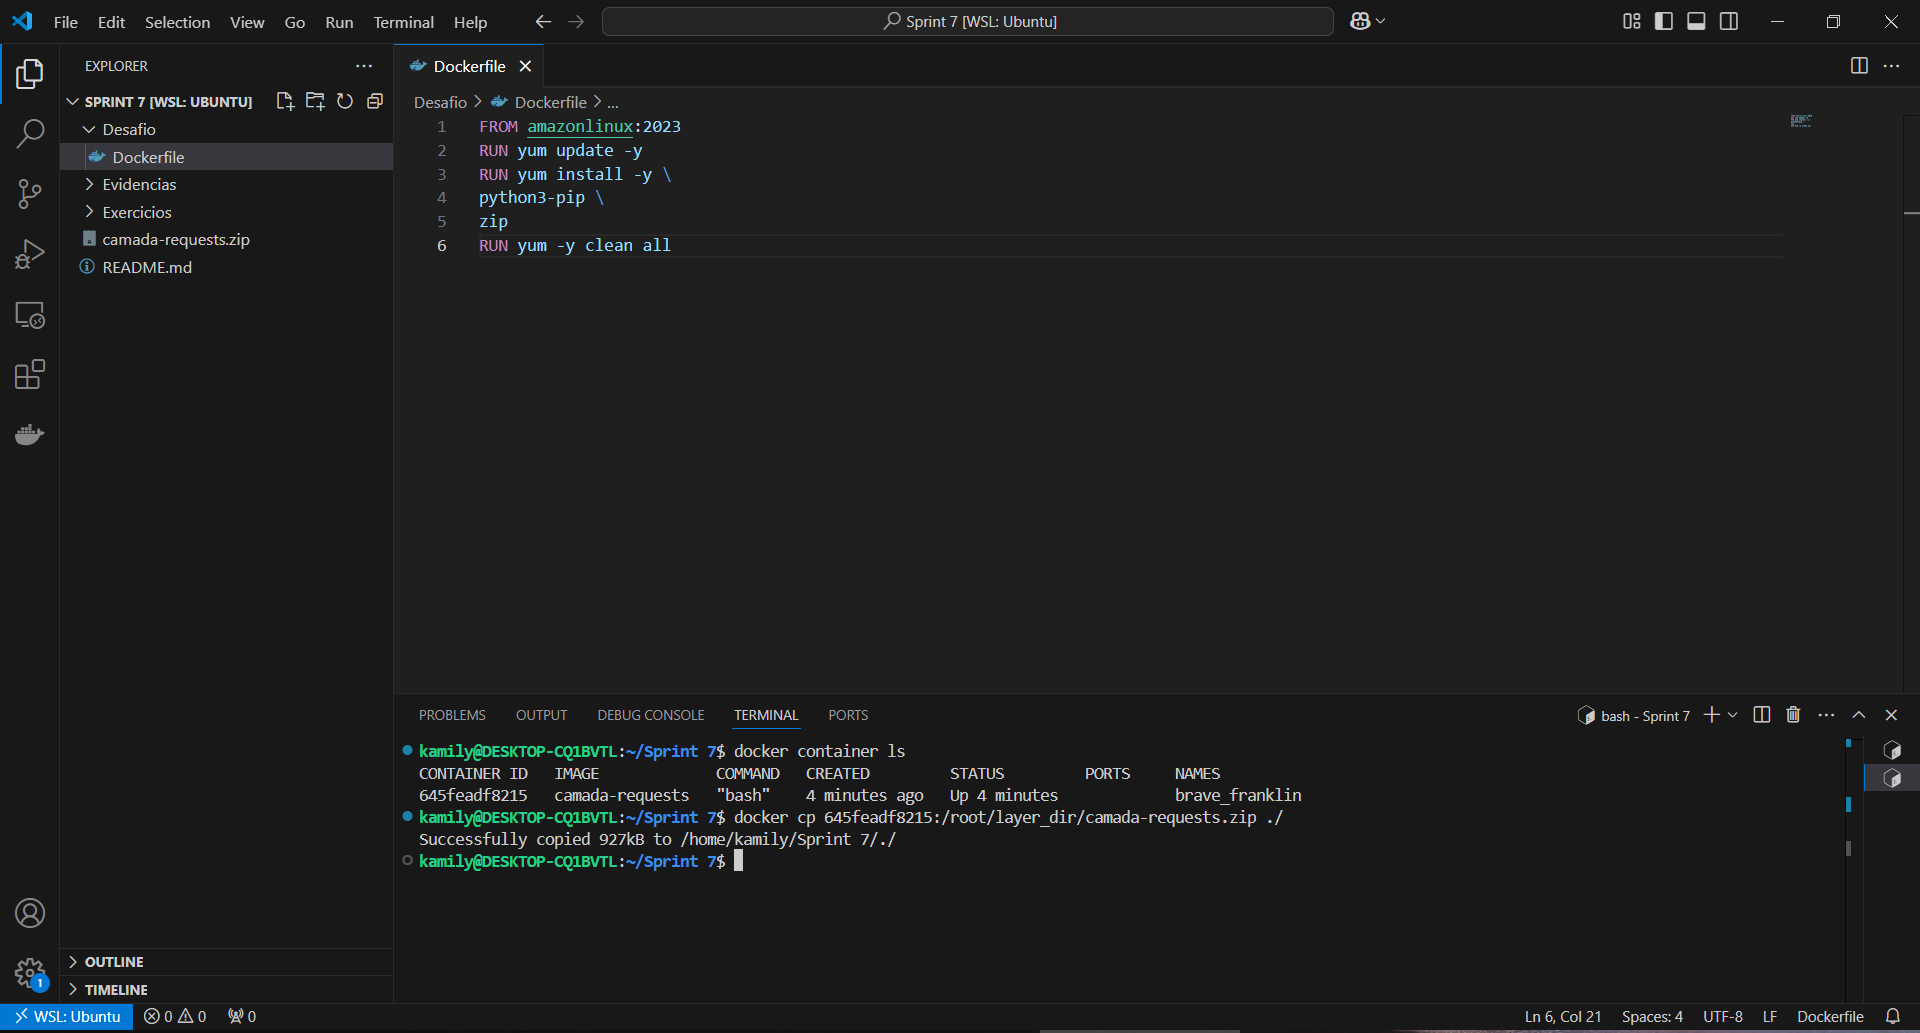 File Edit Selection View Go Run Terminal Help
Sprint 7 [WSL: Ubuntu]
EXPLORER
SPRINT 7 [WSL: UBUNTU]
Desafio
Dockerfile
Evidencias
Exercicios
camada-requests.zip
README.md
OUTLINE
TIMELINE
Dockerfile
Desafio > Dockerfile > ...
1 FROM amazonlinux:2023
2 RUN yum update -y
3 RUN yum install -y \
4 python3-pip \
5 zip
6 RUN yum -y clean all
PROBLEMS OUTPUT DEBUG CONSOLE TERMINAL PORTS
bash - Sprint 7
kamily@DESKTOP-CQ1BVTL:~/Sprint 7$ docker container ls
CONTAINER ID IMAGE COMMAND CREATED STATUS PORTS NAMES
645feadf8215 camada-requests "bash" 4 minutes ago Up 4 minutes brave_franklin
kamily@DESKTOP-CQ1BVTL:~/Sprint 7$ docker cp 645feadf8215:/root/layer_dir/camada-requests.zip ./
Successfully copied 927kB to /home/kamily/Sprint 7/./
kamily@DESKTOP-CQ1BVTL:~/Sprint 7$
1
WSL: Ubuntu 0 0 0
Ln 6, Col 21 Spaces: 4 UTF-8 LF Dockerfile